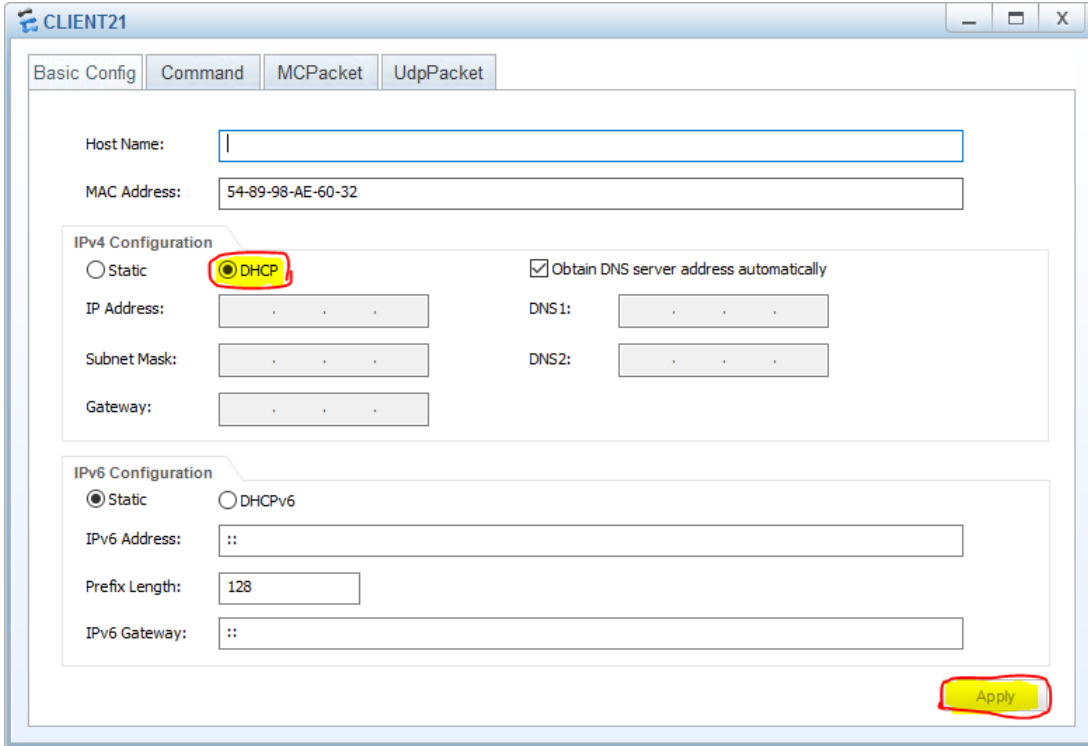 CLIENT21
Basic Config Command MCPacket UdpPacket
Host Name:
MAC Address: 54-89-98-AE-60-32
IPv4 Configuration
Static DHCP Obtain DNS server address automatically
IP Address: . . . DNS1: . . .
Subnet Mask: . . . DNS2: . . .
Gateway: . . .
IPv6 Configuration
Static DHCPv6
IPv6 Address: ::
Prefix Length: 128
IPv6 Gateway: ::
Apply